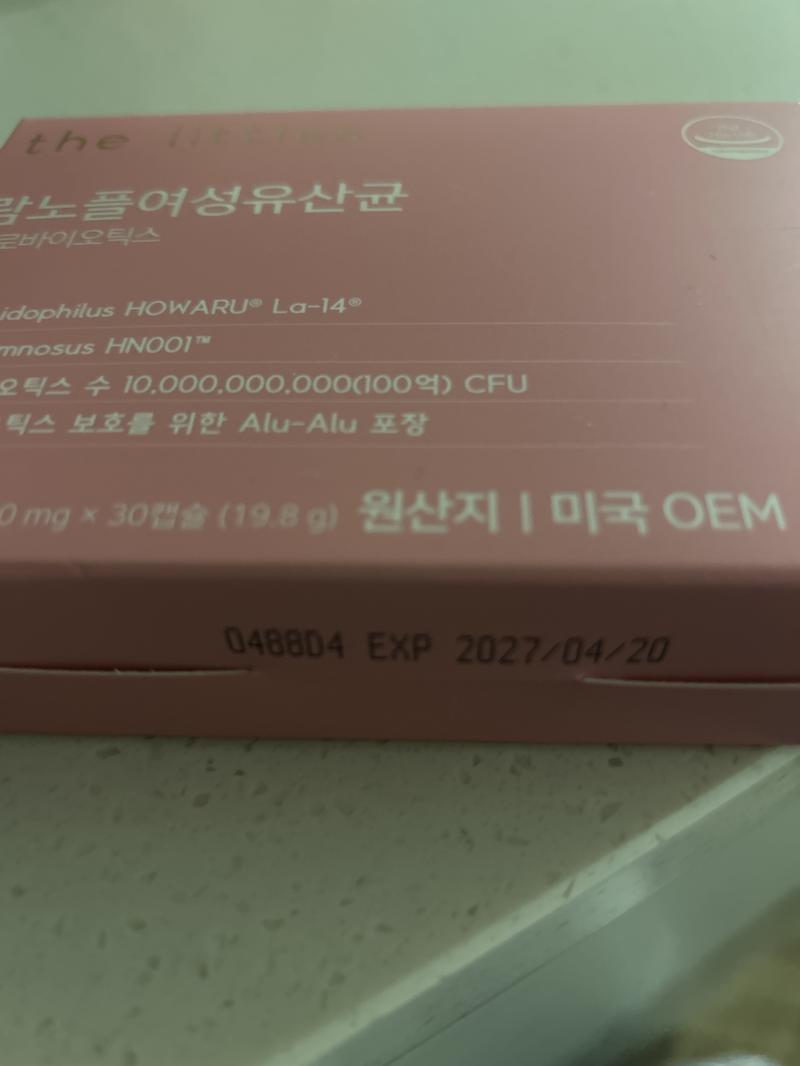 the
람노플여성유산균
로바이오틱스
idophilus HOWARU® La-14®
mnosus HN001™
오틱스 수 10,000,000,000(100억) CFU
틱스 보호를 위한 Alu-Alu 포장
0 mg × 30캡슐 (19.8 g) 원산지 | 미국 OEM
048804 EXP 2027/04/20